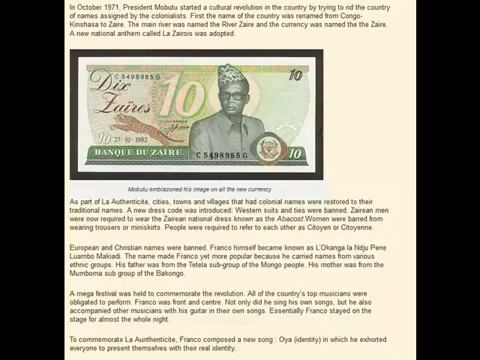 In October 1971, President Mobutu started a cultural revolution in the country by trying to rid the country
of names assigned by the colonialists. First the name of the country was renamed from Congo-
Kinshasa to Zaire. The main river was named the River Zaire and the currency was named the the Zaire.
A new national anthem called La Zairois was adopted.
C 5498985 G
10
Dix
Zaïres
10
10
27-10-1982
C 5498985 G
BANQUE DU ZAÏRE
10
Mobutu emblazoned his image on all the new currency
As part of La Authenticite, cities, towns and villages that had colonial names were restored to their
traditional names. A new dress code was introduced: Western suits and ties were banned. Zairean men
were now required to wear the Zairean national dress known as the Abacost.Women were barred from
wearing trousers or miniskirts. People were required to refer to each other as Citoyen or Citoyenne.
European and Christian names were banned. Franco himself became known as L'Okanga la Ndju Pene
Luambo Makiadi. The name made Franco yet more popular because he carried names from various
ethnic groups. His father was from the Tetela sub-group of the Mongo people. His mother was from the
Mumboma sub group of the Bakongo.
A mega festival was held to commemorate the revolution. All of the country's top musicians were
obligated to perform. Franco was front and centre. Not only did he sing his own songs, but he also
accompanied other musicians with his guitar in their own songs. Essentially Franco stayed on the
stage for almost the whole night.
To commemorate La Aunthenticite, Franco composed a new song : Oya (identity) in which he exhorted
everyone to present themselves with their real identity.